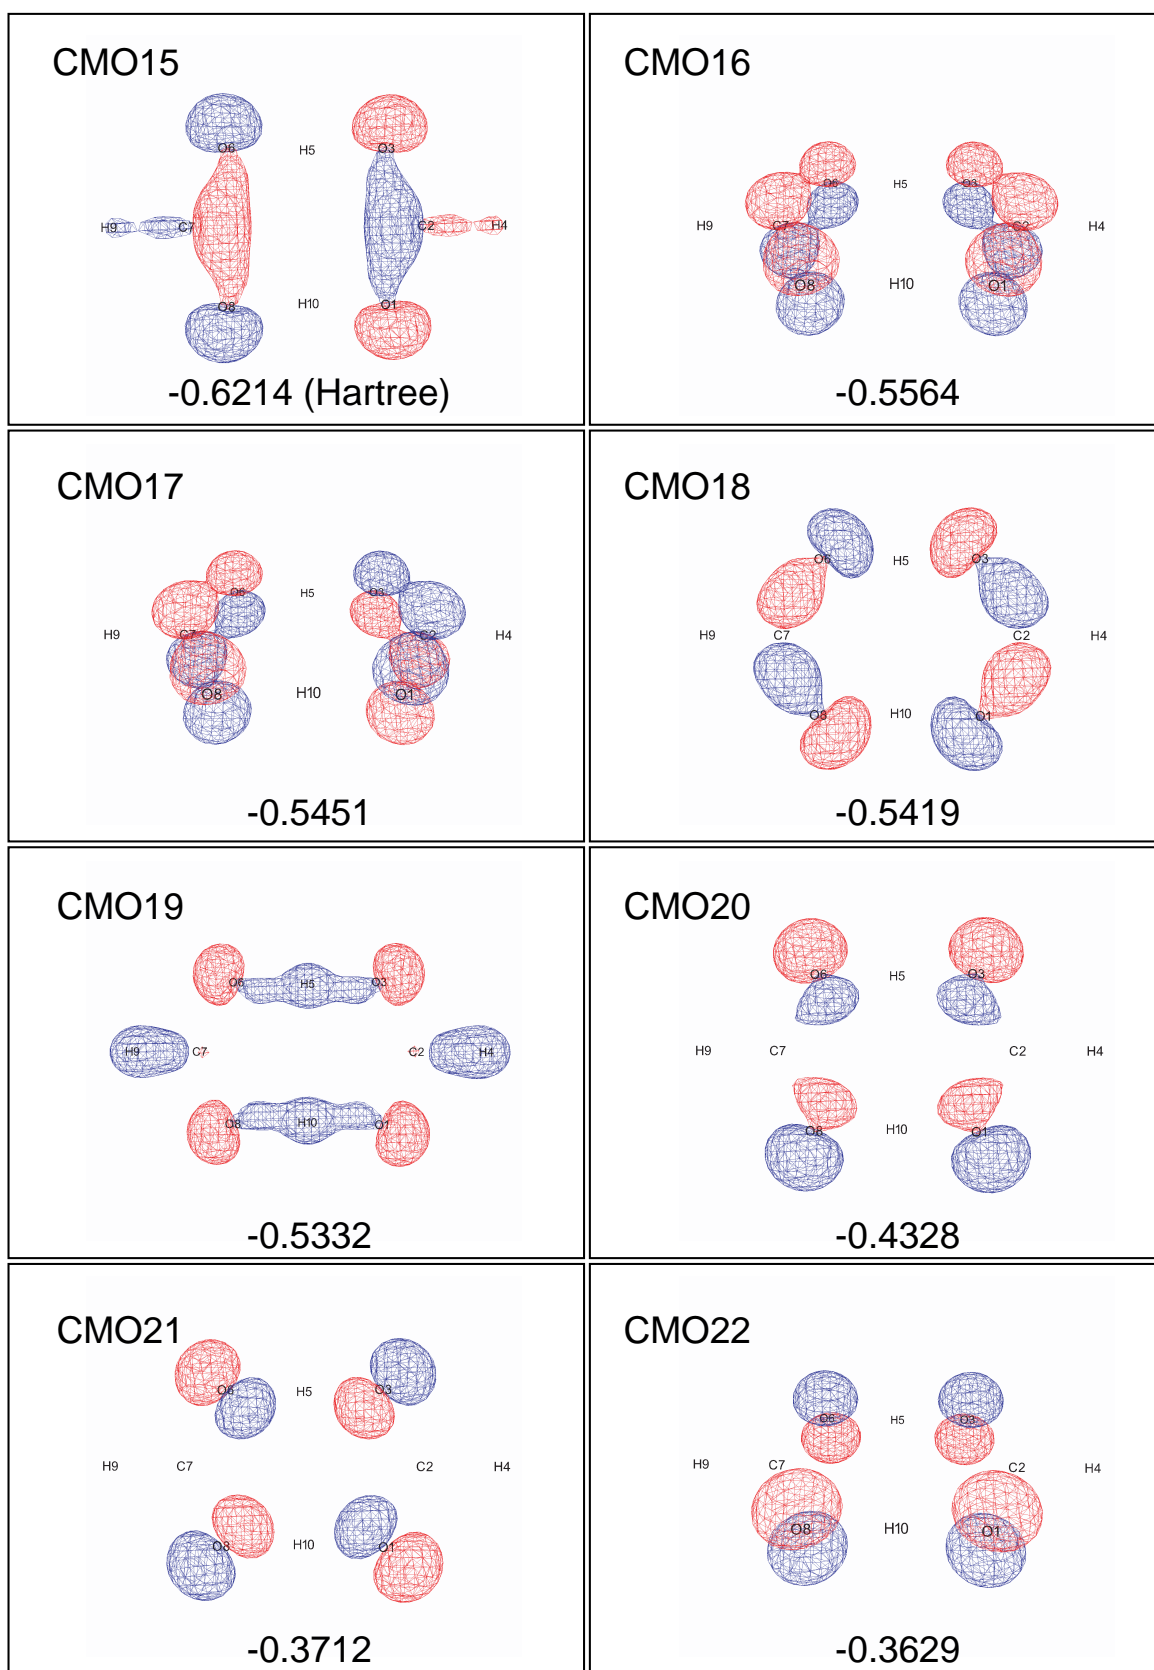 CMO15
O6 H5 O3
H9 C7 C2 H4
O8 H10 O1
-0.6214 (Hartree)
CMO16
O6 H5 O3
H9 C7 C2 H4
O8 H10 O1
-0.5564
CMO17
O6 H5 O3
H9 C7 C2 H4
O8 H10 O1
-0.5451
CMO18
O6 H5 O3
H9 C7 C2 H4
O8 H10 O1
-0.5419
CMO19
O6 H5 O3
H9 C7 C2 H4
O8 H10 O1
-0.5332
CMO20
O6 H5 O3
H9 C7 C2 H4
O8 H10 O1
-0.4328
CMO21
O6 H5 O3
H9 C7 C2 H4
O8 H10 O1
-0.3712
CMO22
O6 H5 O3
H9 C7 C2 H4
O8 H10 O1
-0.3629